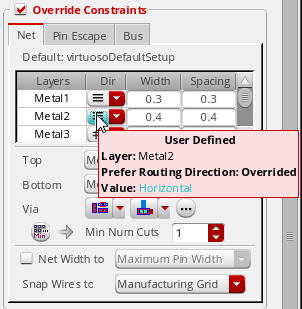 Override Constraints
Net Pin Escape Bus
Default: virtuosoDefaultSetup
Layers Dir Width Spacing
Metal1 0.3 0.3
Metal2 0.4 0.4
Metal3
User Defined
Layer: Metal2
Prefer Routing Direction: Overrided
Value: Horizontal
Top
Bottom
Via
Min Min Num Cuts 1
Net Width to Maximum Pin Width
Snap Wires to Manufacturing Grid